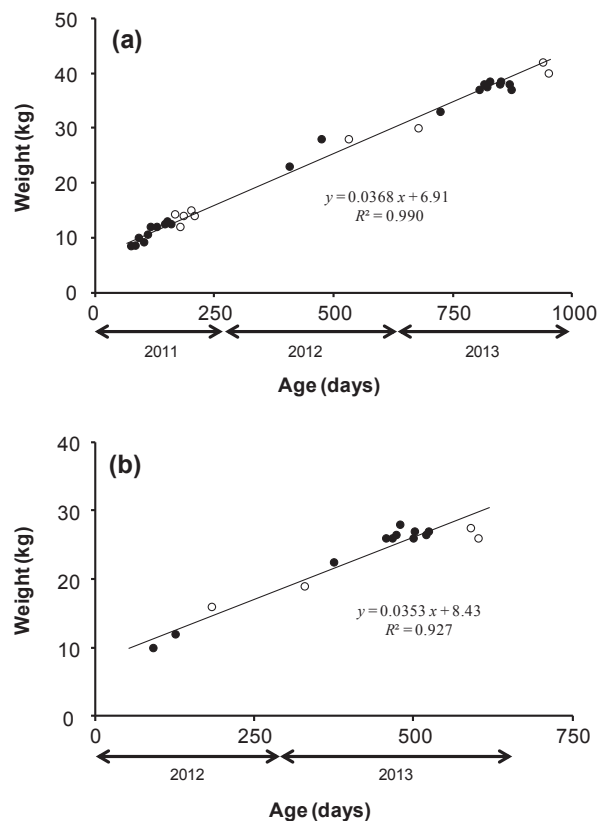 (a)
50
40
30
20
10
0
Weight (kg)
y = 0.0368 x + 6.91
R² = 0.990
0 250 500 750 1000
2011 2012 2013
Age (days)
(b)
40
30
20
10
0
Weight (kg)
y = 0.0353 x + 8.43
R² = 0.927
0 250 500 750
2012 2013
Age (days)